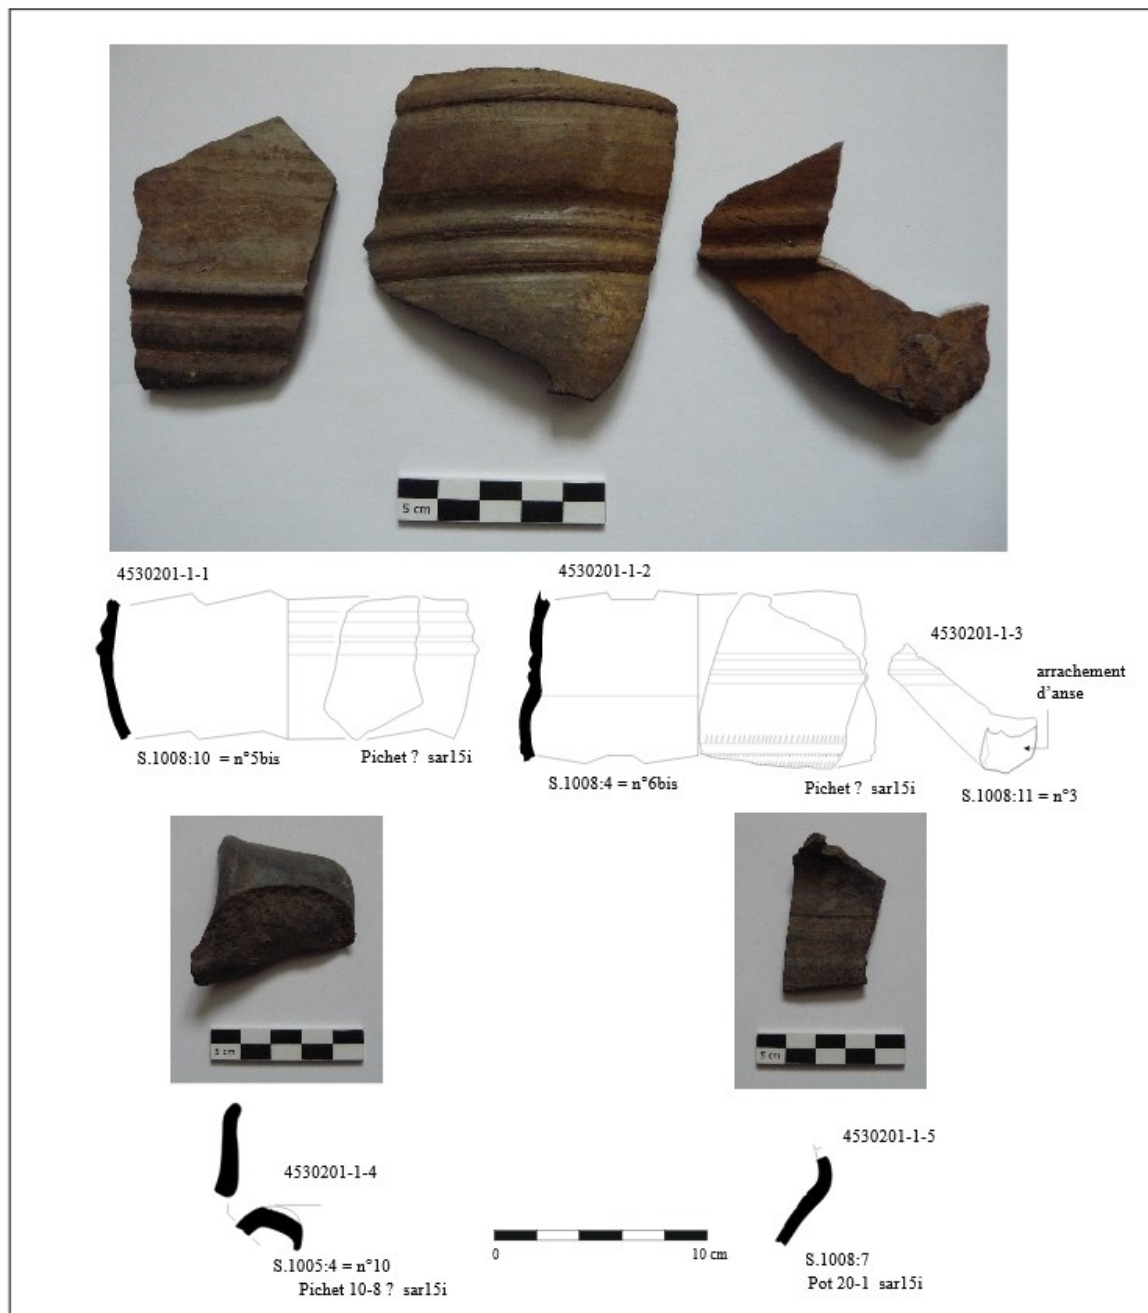 5 cm
4530201-1-1
4530201-1-2
4530201-1-3
arrachement
d'anse
S.1008:10 = n°5bis
Pichet ? sar15i
S.1008:4 = n°6bis
Pichet ? sar15i
S.1008:11 = n°3
5 cm
5 cm
4530201-1-4
4530201-1-5
S.1005:4 = n°10
Pichet 10-8 ? sar15i
0
10 cm
S.1008:7
Pot 20-1 sar15i